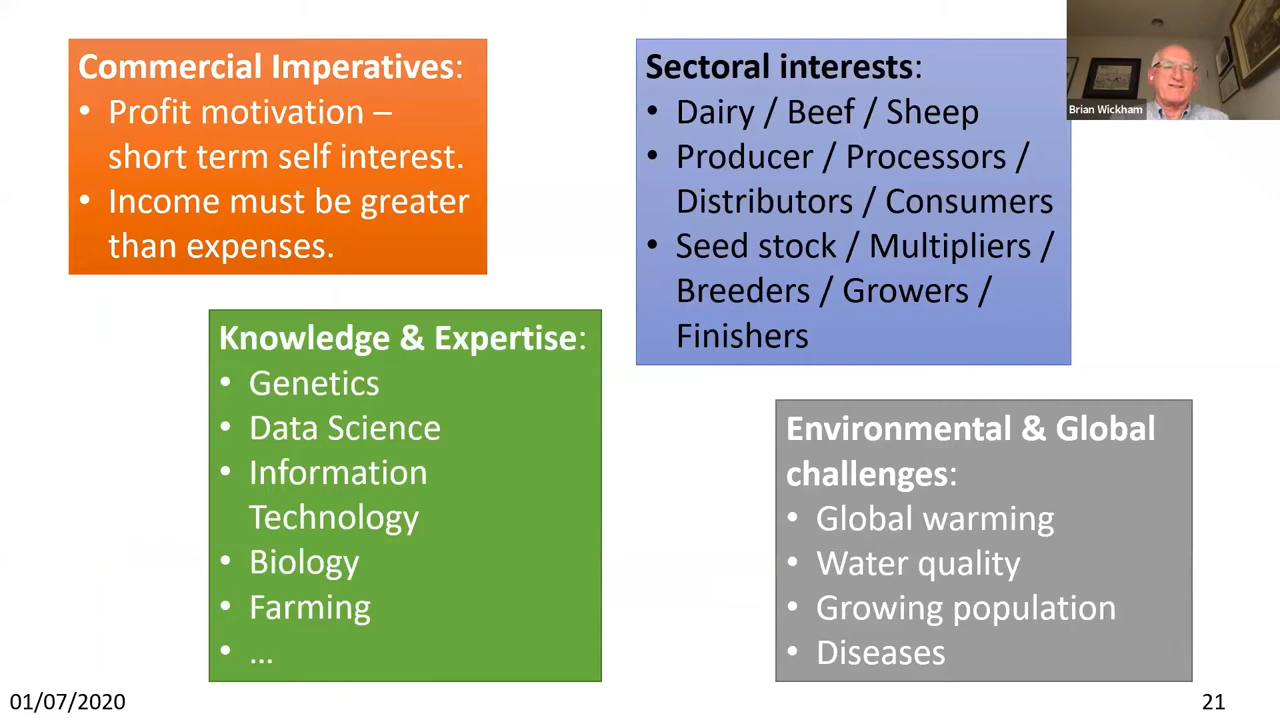 Commercial Imperatives:
• Profit motivation –
short term self interest.
• Income must be greater
than expenses.
Sectoral interests:
• Dairy / Beef / Sheep
• Producer / Processors /
Distributors / Consumers
• Seed stock / Multipliers /
Breeders / Growers /
Finishers
Brian Wickham
Knowledge & Expertise:
• Genetics
• Data Science
• Information
Technology
• Biology
• Farming
• ...
Environmental & Global
challenges:
• Global warming
• Water quality
• Growing population
• Diseases
01/07/2020
21